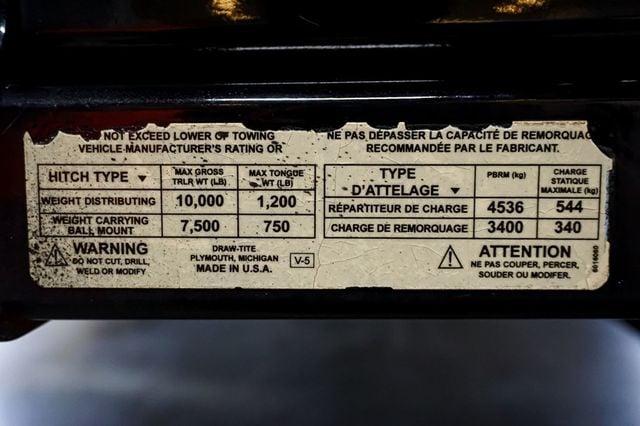 NOT EXCEED LOWER OF TOWING
VEHICLE MANUFACTURER'S RATING OR
HITCH TYPE ▼ MAX GROSS TRLR WT (LB) MAX TONGUE WT (LB)
WEIGHT DISTRIBUTING 10,000 1,200
WEIGHT CARRYING BALL MOUNT 7,500 750
WARNING
DO NOT CUT, DRILL,
WELD OR MODIFY
DRAW-TITE
PLYMOUTH, MICHIGAN
MADE IN U.S.A.
V-5
NE PAS DÉPASSER LA CAPACITÉ DE REMORQUAG
RECOMMANDÉE PAR LE FABRICANT.
TYPE D'ATTELAGE ▼ PBRM (kg) CHARGE STATIQUE MAXIMALE (kg)
RÉPARTITEUR DE CHARGE 4536 544
CHARGE DE REMORQUAGE 3400 340
ATTENTION
NE PAS COUPER, PERCER,
SOUDER OU MODIFER.